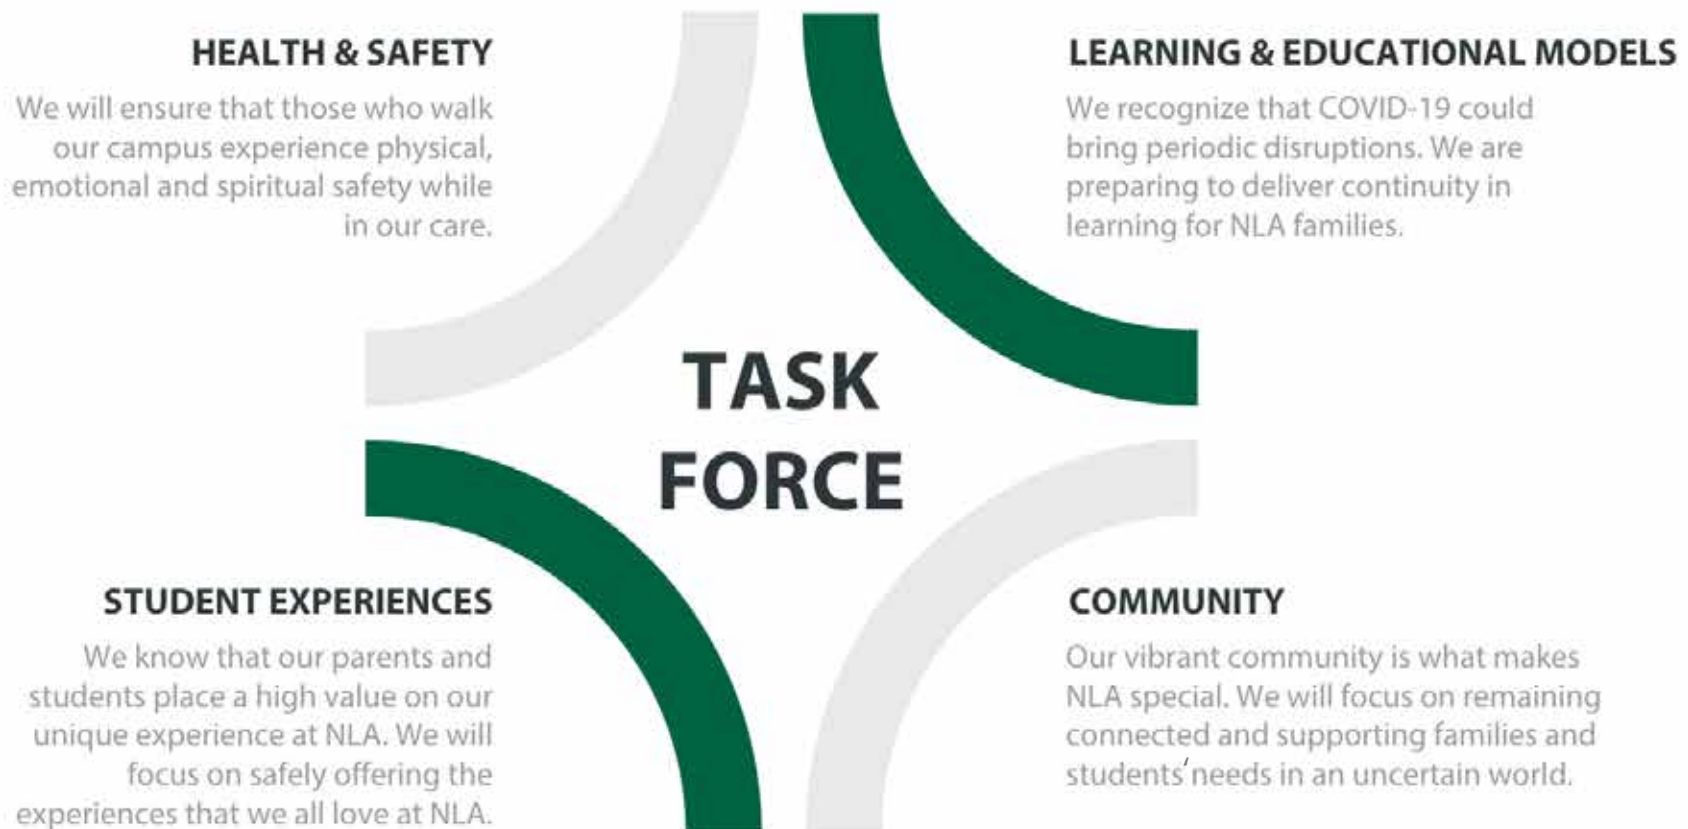 HEALTH & SAFETY
We will ensure that those who walk
our campus experience physical,
emotional and spiritual safety while
in our care.
LEARNING & EDUCATIONAL MODELS
We recognize that COVID-19 could
bring periodic disruptions. We are
preparing to deliver continuity in
learning for NLA families.
TASK
FORCE
STUDENT EXPERIENCES
We know that our parents and
students place a high value on our
unique experience at NLA. We will
focus on safely offering the
experiences that we all love at NLA.
COMMUNITY
Our vibrant community is what makes
NLA special. We will focus on remaining
connected and supporting families and
students' needs in an uncertain world.